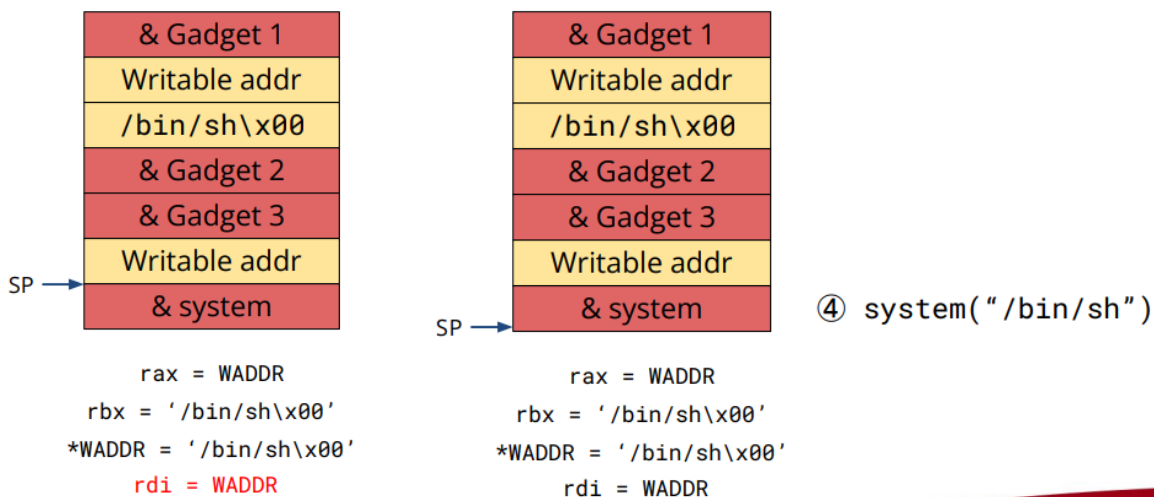 & Gadget 1
Writable addr
/bin/sh\x00
& Gadget 2
& Gadget 3
Writable addr
SP
& system
rax = WADDR
rbx = ‘/bin/sh\x00’
*WADDR = ‘/bin/sh\x00’
rdi = WADDR
& Gadget 1
Writable addr
/bin/sh\x00
& Gadget 2
& Gadget 3
Writable addr
& system
SP
rax = WADDR
rbx = ‘/bin/sh\x00’
*WADDR = ‘/bin/sh\x00’
rdi = WADDR
④ system(“/bin/sh”)